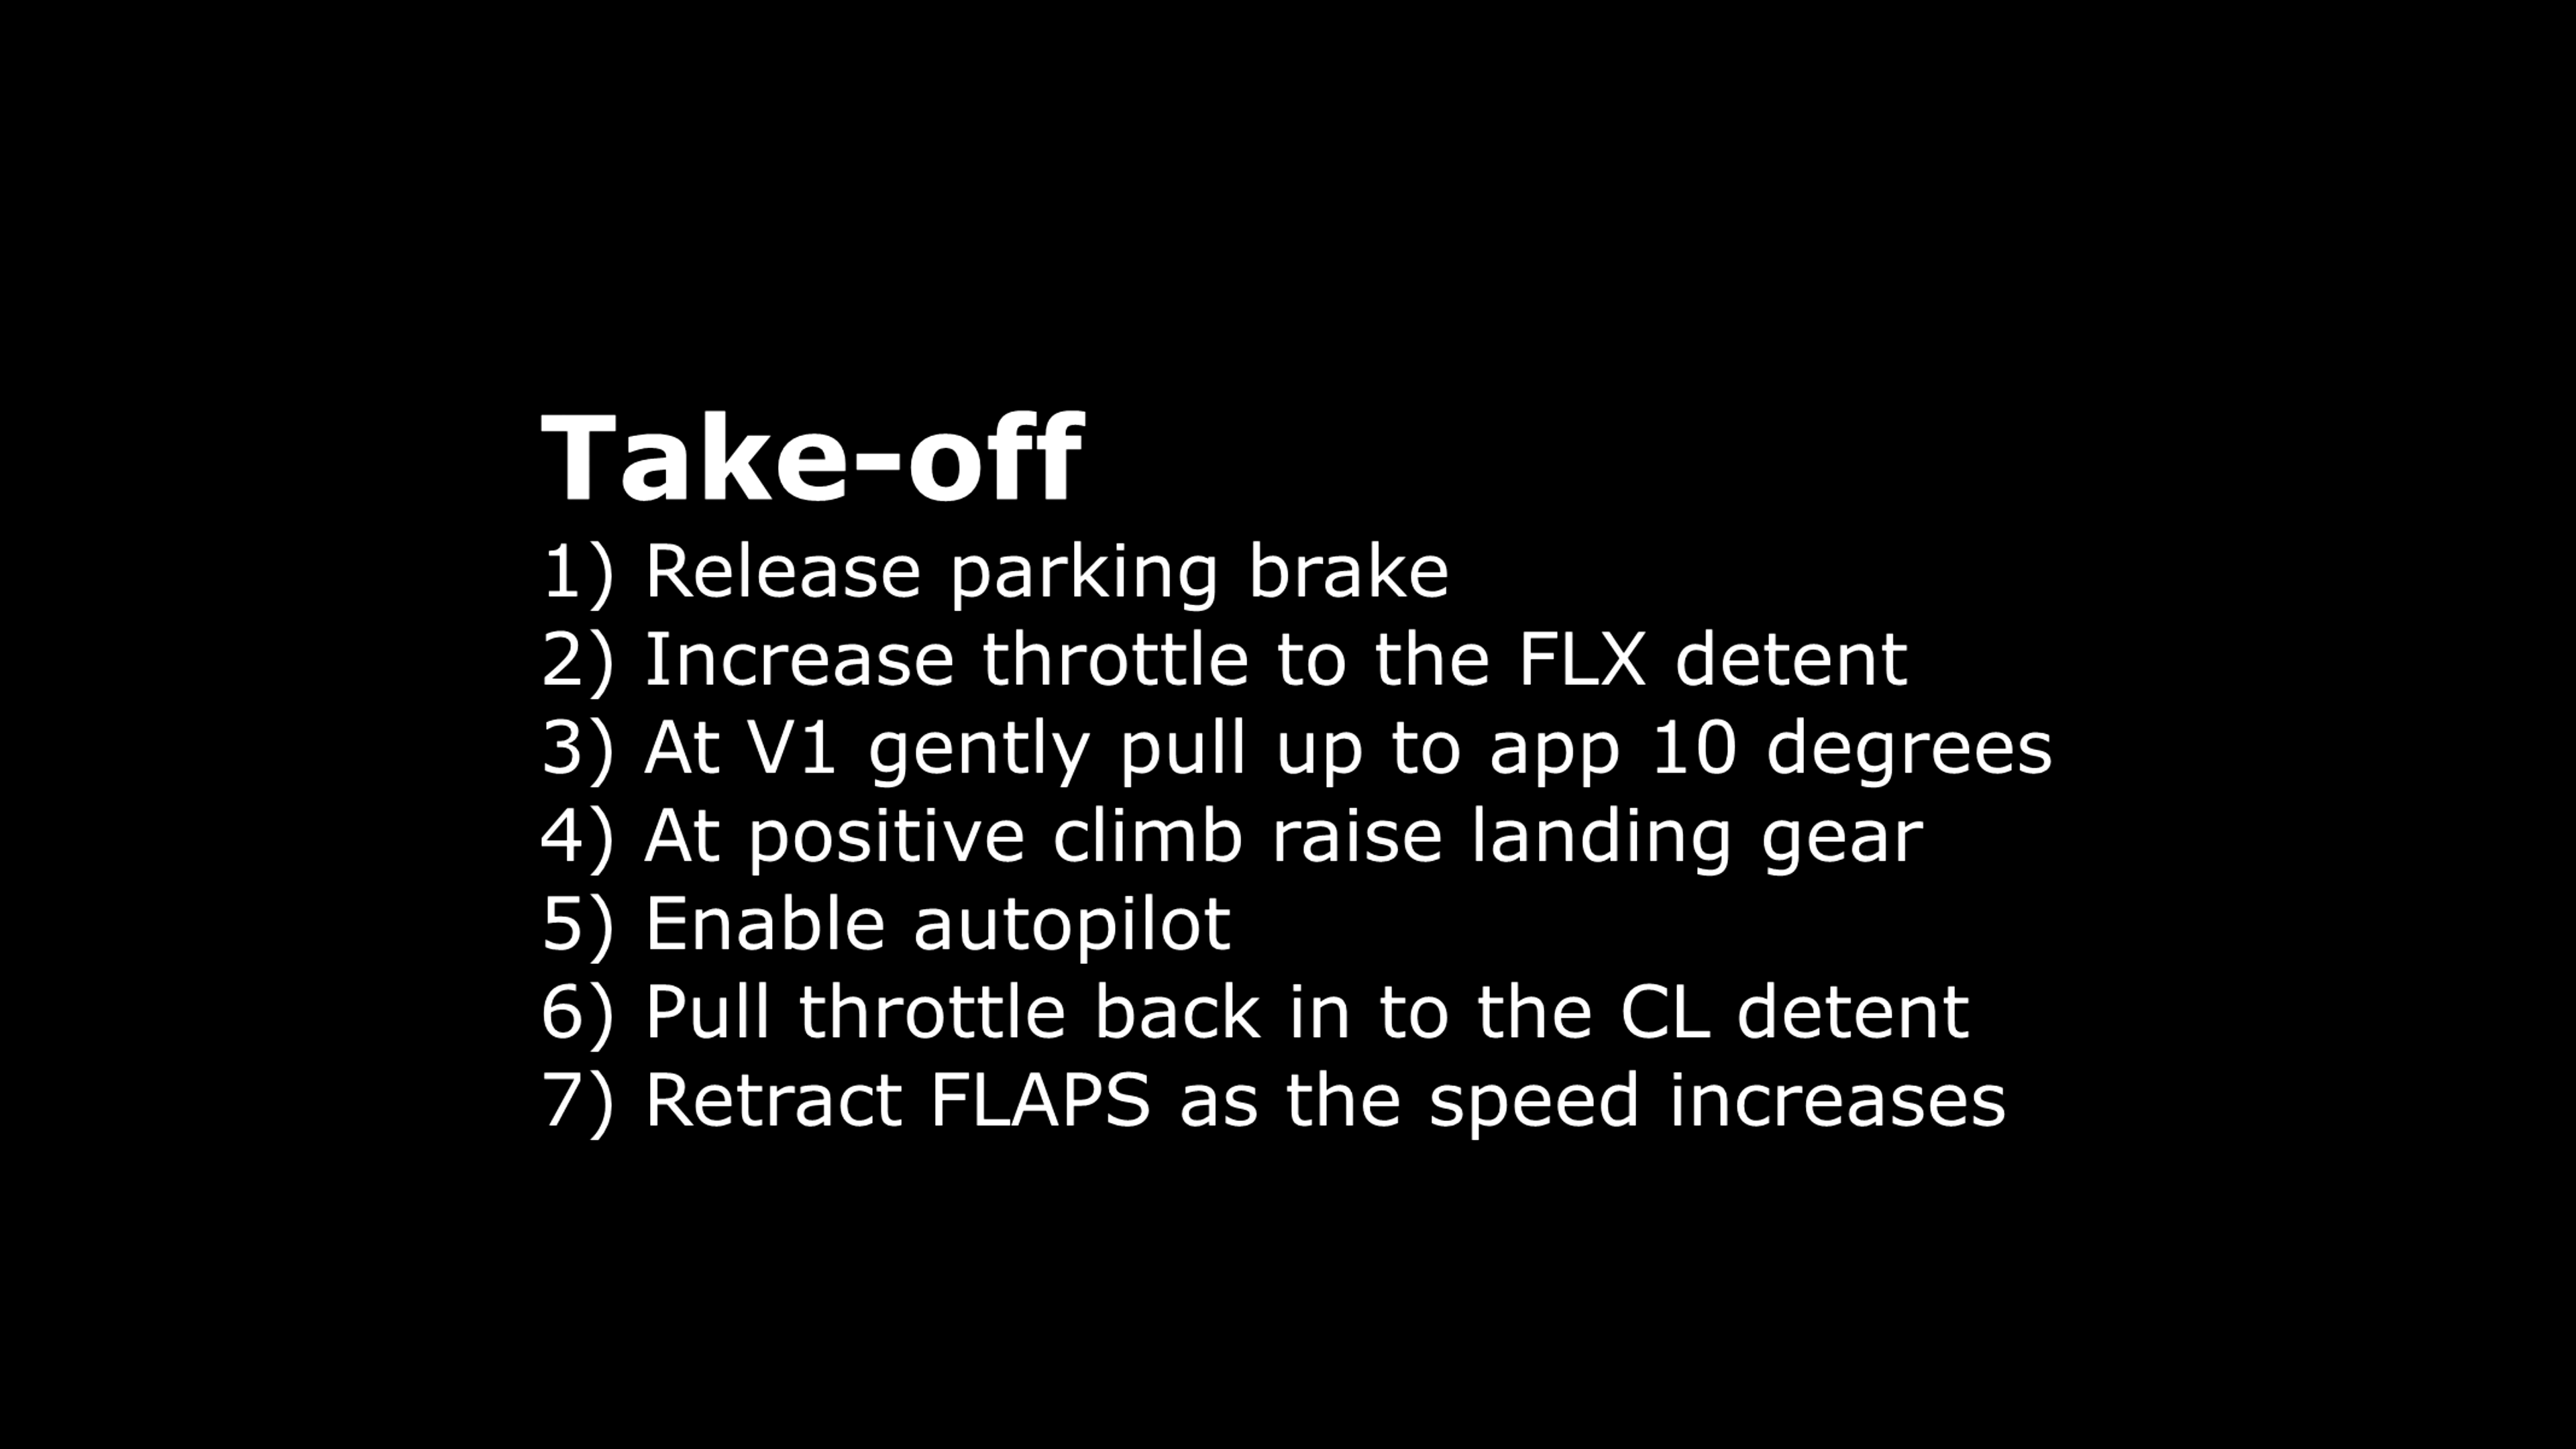 Take-off
1) Release parking brake
2) Increase throttle to the FLX detent
3) At V1 gently pull up to app 10 degrees
4) At positive climb raise landing gear
5) Enable autopilot
6) Pull throttle back in to the CL detent
7) Retract FLAPS as the speed increases